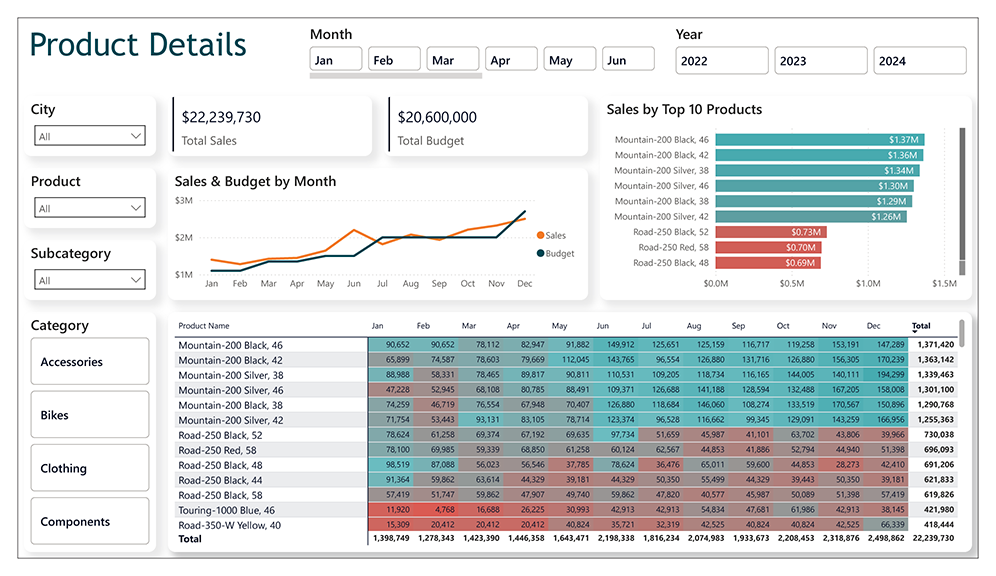 Product Details
Month
Jan Feb Mar Apr May Jun
Year
2022 2023 2024
City
All
Product
All
Subcategory
All
Category
Accessories
Bikes
Clothing
Components
$22,239,730
Total Sales
$20,600,000
Total Budget
Sales & Budget by Month
$3M
$2M
$1M
Jan Feb Mar Apr May Jun Jul Aug Sep Oct Nov Dec
Sales
Budget
Sales by Top 10 Products
Mountain-200 Black, 46 $1.37M
Mountain-200 Black, 42 $1.36M
Mountain-200 Silver, 38 $1.34M
Mountain-200 Silver, 46 $1.30M
Mountain-200 Black, 38 $1.29M
Mountain-200 Silver, 42 $1.26M
Road-250 Black, 52 $0.73M
Road-250 Red, 58 $0.70M
Road-250 Black, 48 $0.69M
$0.0M $0.5M $1.0M $1.5M
Product Name Jan Feb Mar Apr May Jun Jul Aug Sep Oct Nov Dec Total
Mountain-200 Black, 46 90,652 90,652 78,112 82,947 91,882 149,912 125,651 125,159 116,717 119,258 153,191 147,289 1,371,420
Mountain-200 Black, 42 65,899 74,587 78,603 79,669 112,045 143,765 96,554 126,880 131,716 126,880 156,305 170,239 1,363,142
Mountain-200 Silver, 38 88,988 58,331 78,465 89,817 90,811 110,531 109,205 118,734 116,165 144,005 140,111 194,299 1,339,463
Mountain-200 Silver, 46 47,228 52,945 68,108 80,785 88,491 109,371 126,688 141,188 128,594 132,488 167,205 158,008 1,301,100
Mountain-200 Black, 38 74,259 46,719 76,554 67,948 70,407 126,880 118,684 146,060 108,274 133,519 170,567 150,896 1,290,768
Mountain-200 Silver, 42 71,754 53,443 93,131 83,105 78,714 123,374 96,528 116,662 99,345 129,091 143,259 166,956 1,255,363
Road-250 Black, 52 78,624 61,258 69,374 67,192 69,635 97,734 51,659 45,987 41,101 63,702 43,806 39,966 730,038
Road-250 Red, 58 78,100 69,985 59,339 68,850 61,258 60,124 62,567 44,853 41,886 52,794 44,940 51,398 696,093
Road-250 Black, 48 98,519 87,088 56,023 56,546 37,785 78,624 36,476 65,011 59,600 44,853 28,273 42,410 691,206
Road-250 Black, 44 91,364 59,862 63,614 44,329 39,181 44,329 50,350 55,499 44,329 39,443 50,350 39,181 621,833
Road-250 Black, 58 57,419 51,747 59,862 47,907 49,740 59,862 47,820 40,577 45,987 50,089 51,398 57,419 619,826
Touring-1000 Blue, 46 11,920 4,768 16,688 26,225 30,993 42,913 42,913 54,834 47,681 61,986 42,913 38,145 421,980
Road-350-W Yellow, 40 15,309 20,412 20,412 20,412 40,824 35,721 32,319 42,525 40,824 40,824 42,525 66,339 418,444
Total 1,398,749 1,278,343 1,423,390 1,446,358 1,643,471 2,198,338 1,816,234 2,074,983 1,933,673 2,208,453 2,318,876 2,498,862 22,239,730